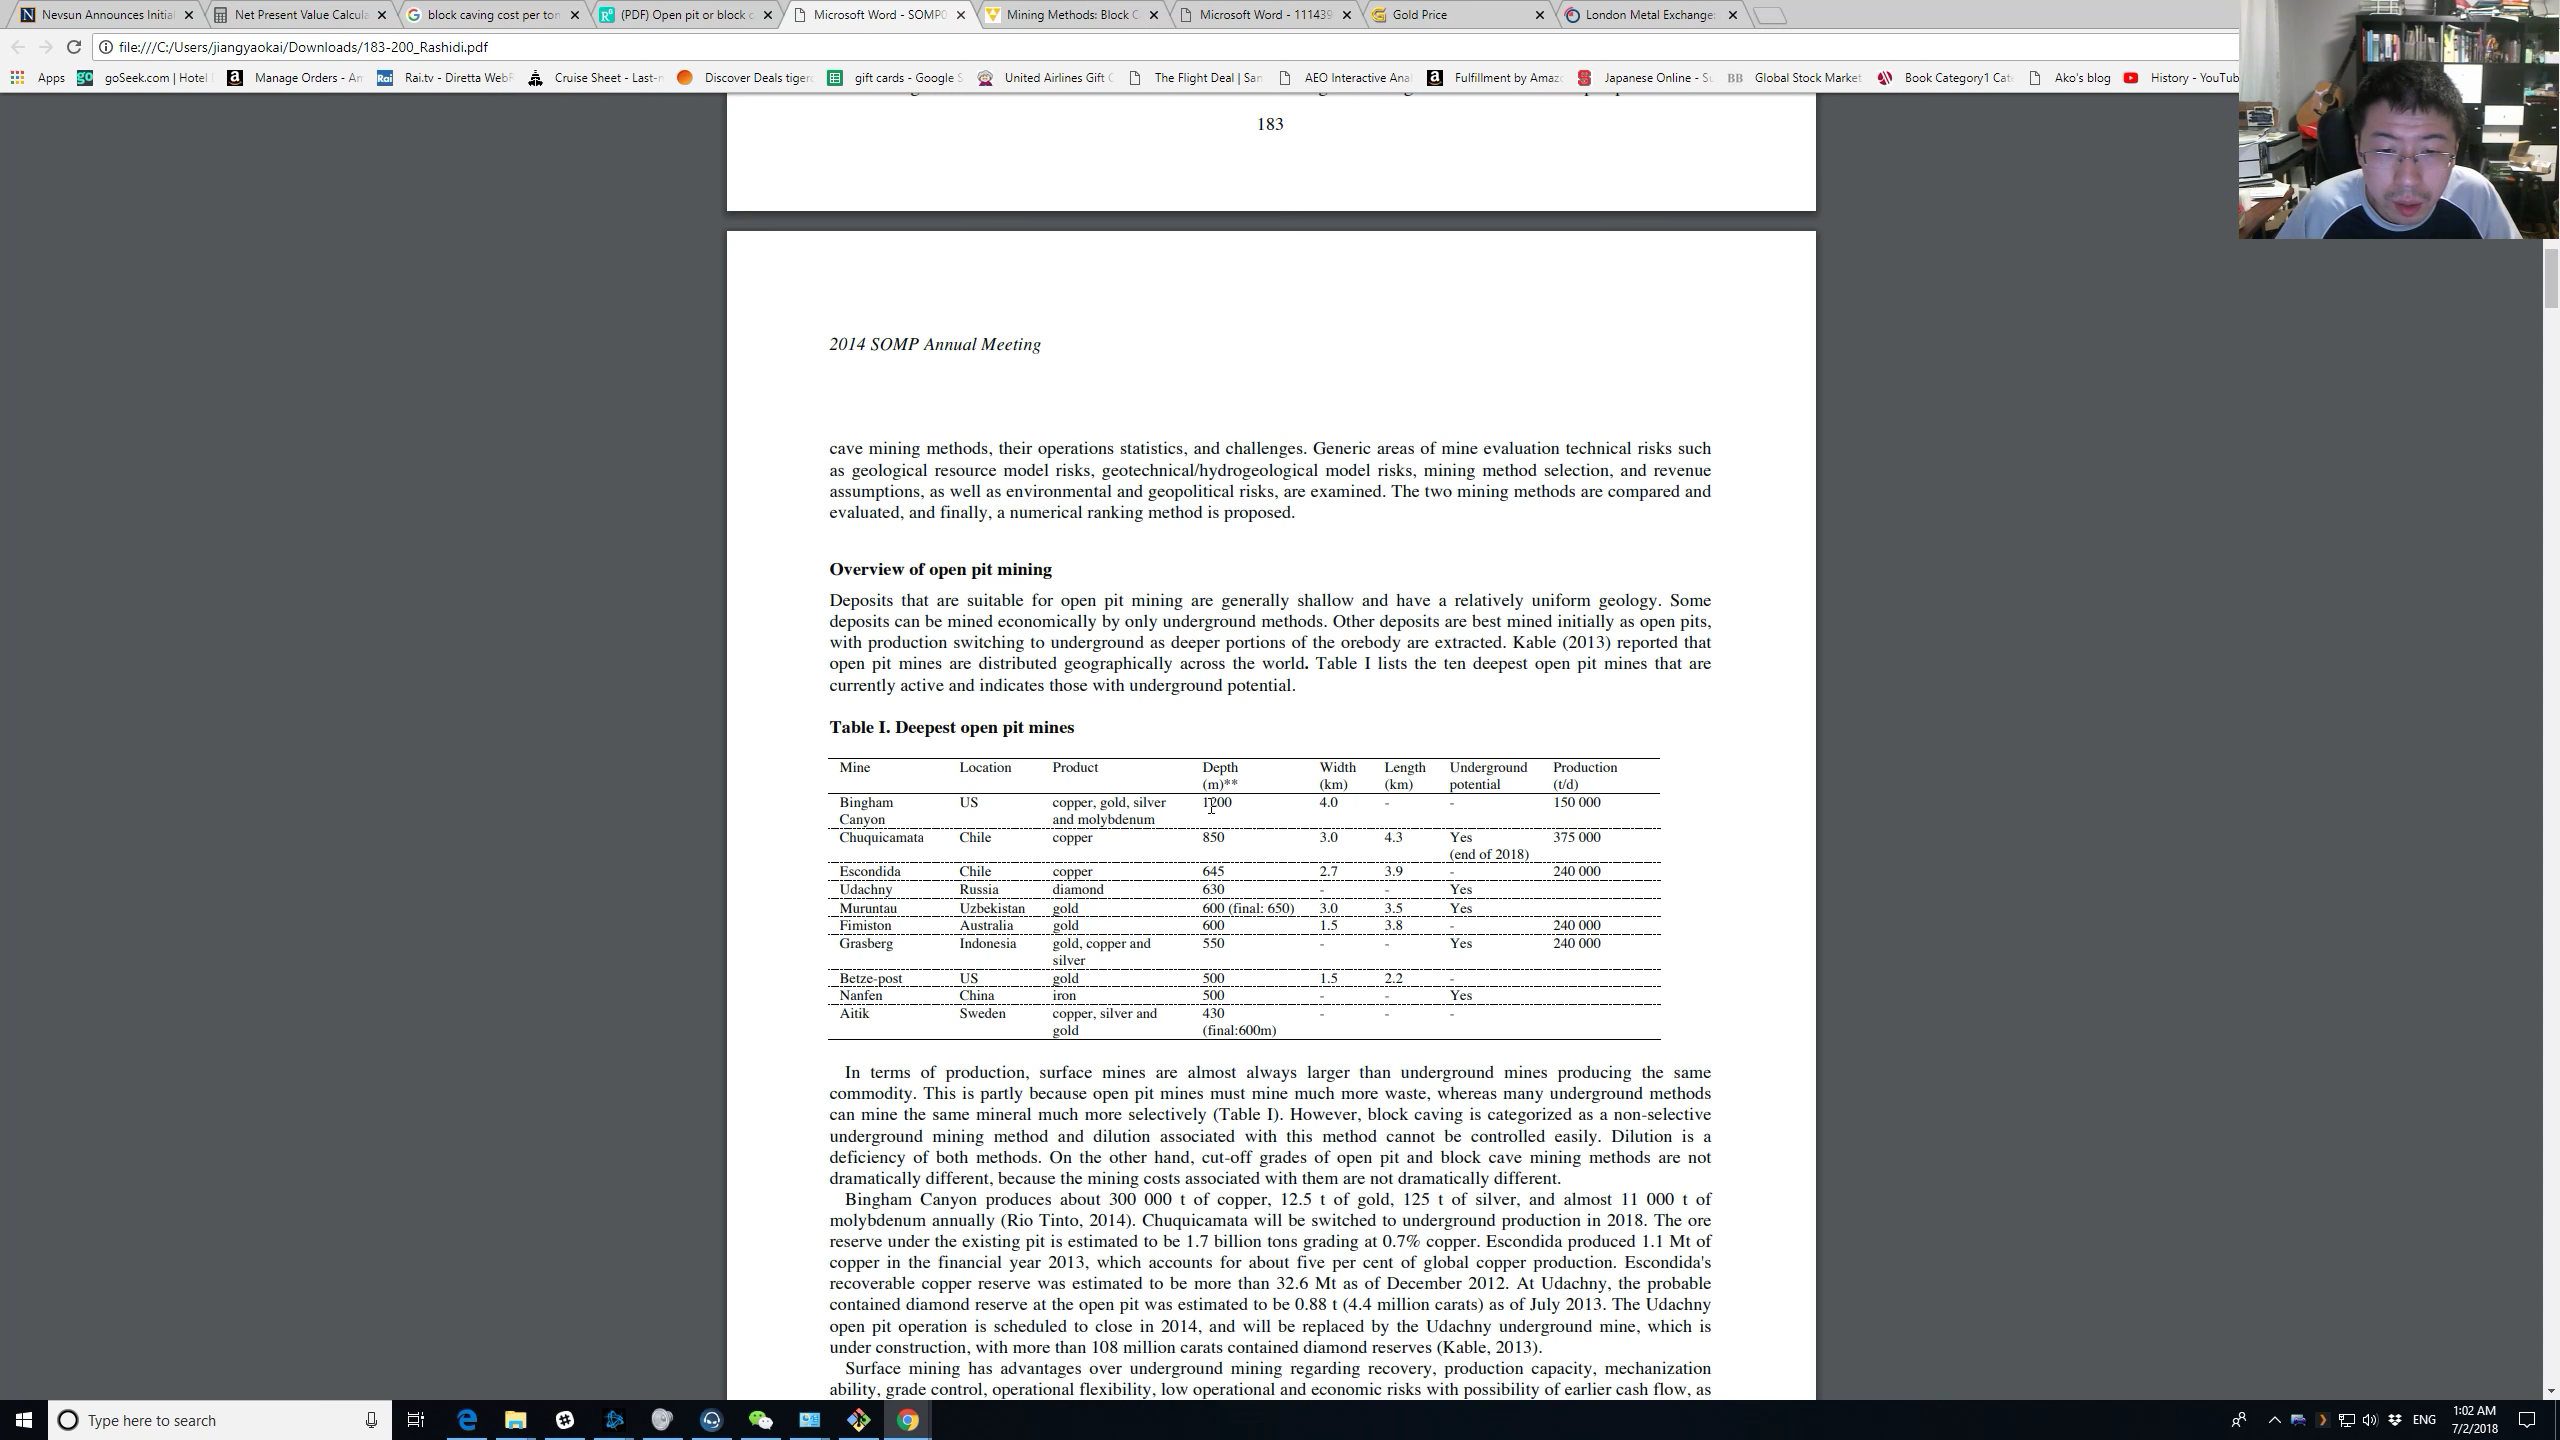 Nevsun Announces Initia
Net Present Value Calcula
block caving cost per ton
(PDF) Open pit or block c
Microsoft Word - SOMP
Mining Methods: Block C
Microsoft Word - 111439
Gold Price
London Metal Exchange:
file:///C:/Users/jiangyaokai/Downloads/183-200_Rashidi.pdf
Apps
goSeek.com | Hotel
Manage Orders - Am
Rai.tv - Diretta WebR
Cruise Sheet - Last-m
Discover Deals tiger
gift cards - Google S
United Airlines Gift C
The Flight Deal | San
AEO Interactive Anal
Fulfillment by Amaz
Japanese Online - Su
BB Global Stock Market
Book Category1 Cat
Ako's blog
History - YouTub
183
2014 SOMP Annual Meeting
cave mining methods, their operations statistics, and challenges. Generic areas of mine evaluation technical risks such
as geological resource model risks, geotechnical/hydrogeological model risks, mining method selection, and revenue
assumptions, as well as environmental and geopolitical risks, are examined. The two mining methods are compared and
evaluated, and finally, a numerical ranking method is proposed.
Overview of open pit mining
Deposits that are suitable for open pit mining are generally shallow and have a relatively uniform geology. Some
deposits can be mined economically by only underground methods. Other deposits are best mined initially as open pits,
with production switching to underground as deeper portions of the orebody are extracted. Kable (2013) reported that
open pit mines are distributed geographically across the world. Table I lists the ten deepest open pit mines that are
currently active and indicates those with underground potential.
Table I. Deepest open pit mines
Mine Location Product Depth (m)** Width (km) Length (km) Underground potential Production (t/d)
Bingham Canyon US copper, gold, silver and molybdenum 1200 4.0 - - 150 000
Chuquicamata Chile copper 850 3.0 4.3 Yes (end of 2018) 375 000
Escondida Chile copper 645 2.7 3.9 - 240 000
Udachny Russia diamond 630 - - Yes
Muruntau Uzbekistan gold 600 (final: 650) 3.0 3.5 Yes
Fimiston Australia gold 600 1.5 3.8 - 240 000
Grasberg Indonesia gold, copper and silver 550 - - Yes 240 000
Betze-post US gold 500 1.5 2.2 -
Nanfen China iron 500 - - Yes
Aitik Sweden copper, silver and gold 430 (final:600m) - - -
In terms of production, surface mines are almost always larger than underground mines producing the same
commodity. This is partly because open pit mines must mine much more waste, whereas many underground methods
can mine the same mineral much more selectively (Table I). However, block caving is categorized as a non-selective
underground mining method and dilution associated with this method cannot be controlled easily. Dilution is a
deficiency of both methods. On the other hand, cut-off grades of open pit and block cave mining methods are not
dramatically different, because the mining costs associated with them are not dramatically different.
Bingham Canyon produces about 300 000 t of copper, 12.5 t of gold, 125 t of silver, and almost 11 000 t of
molybdenum annually (Rio Tinto, 2014). Chuquicamata will be switched to underground production in 2018. The ore
reserve under the existing pit is estimated to be 1.7 billion tons grading at 0.7% copper. Escondida produced 1.1 Mt of
copper in the financial year 2013, which accounts for about five per cent of global copper production. Escondida's
recoverable copper reserve was estimated to be more than 32.6 Mt as of December 2012. At Udachny, the probable
contained diamond reserve at the open pit was estimated to be 0.88 t (4.4 million carats) as of July 2013. The Udachny
open pit operation is scheduled to close in 2014, and will be replaced by the Udachny underground mine, which is
under construction, with more than 108 million carats contained diamond reserves (Kable, 2013).
Surface mining has advantages over underground mining regarding recovery, production capacity, mechanization
ability, grade control, operational flexibility, low operational and economic risks with possibility of earlier cash flow, as
Type here to search
ENG
1:02 AM
7/2/2018